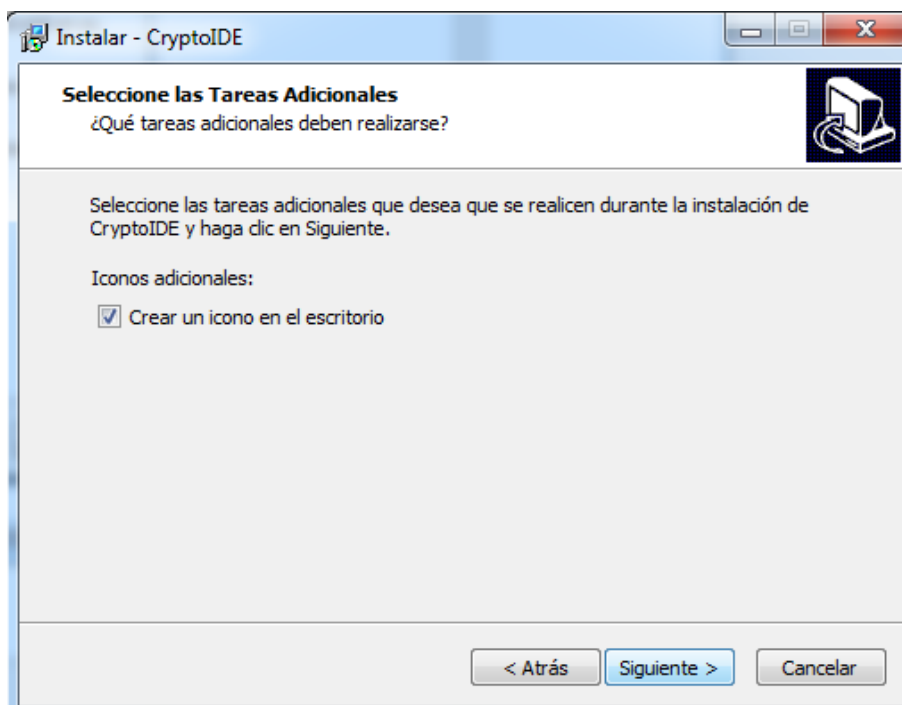 Instalar - CryptoIDE
Seleccione las Tareas Adicionales
¿Qué tareas adicionales deben realizarse?
Seleccione las tareas adicionales que desea que se realicen durante la instalación de
CryptoIDE y haga clic en Siguiente.
Iconos adicionales:
Crear un icono en el escritorio
< Atrás
Siguiente >
Cancelar